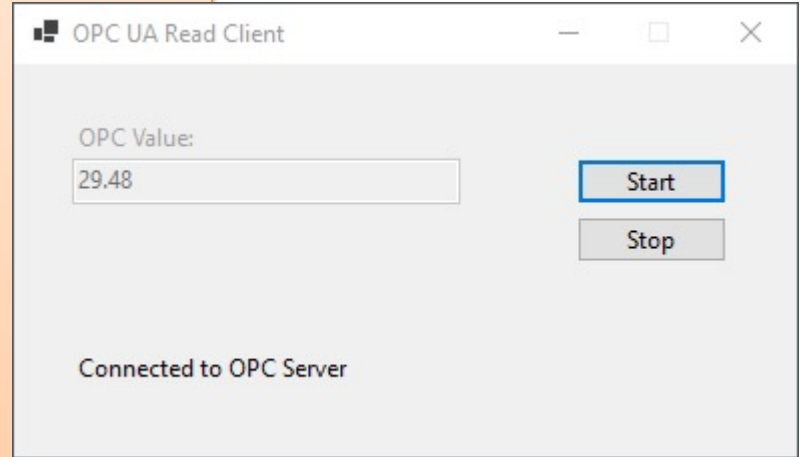 OPC UA Read Client
OPC Value:
29.48
Start
Stop
Connected to OPC Server